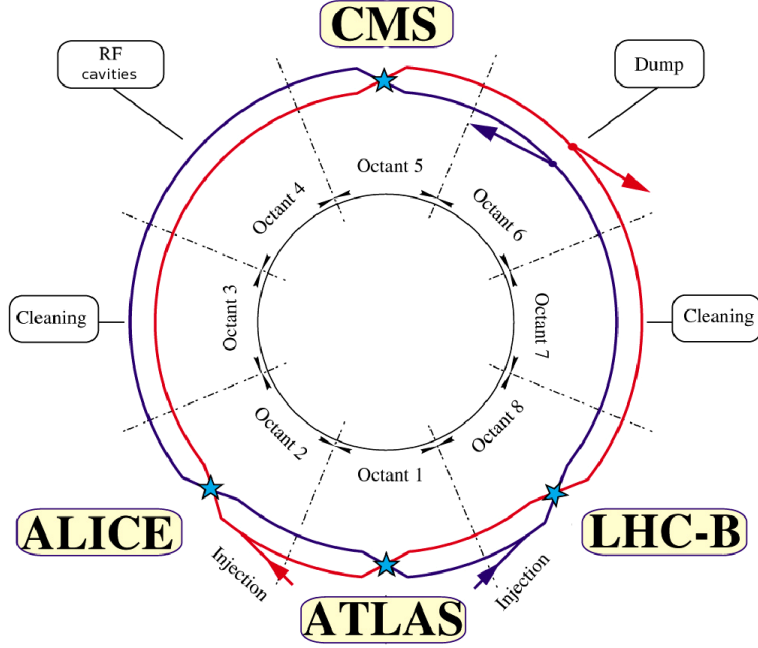 CMS
RF
cavities
Dump
Octant 5
Octant 4
Octant 6
Cleaning
Octant 3
Octant 7
Cleaning
Octant 2
Octant 8
Octant 1
ALICE
LHC-B
Injection
Injection
ATLAS